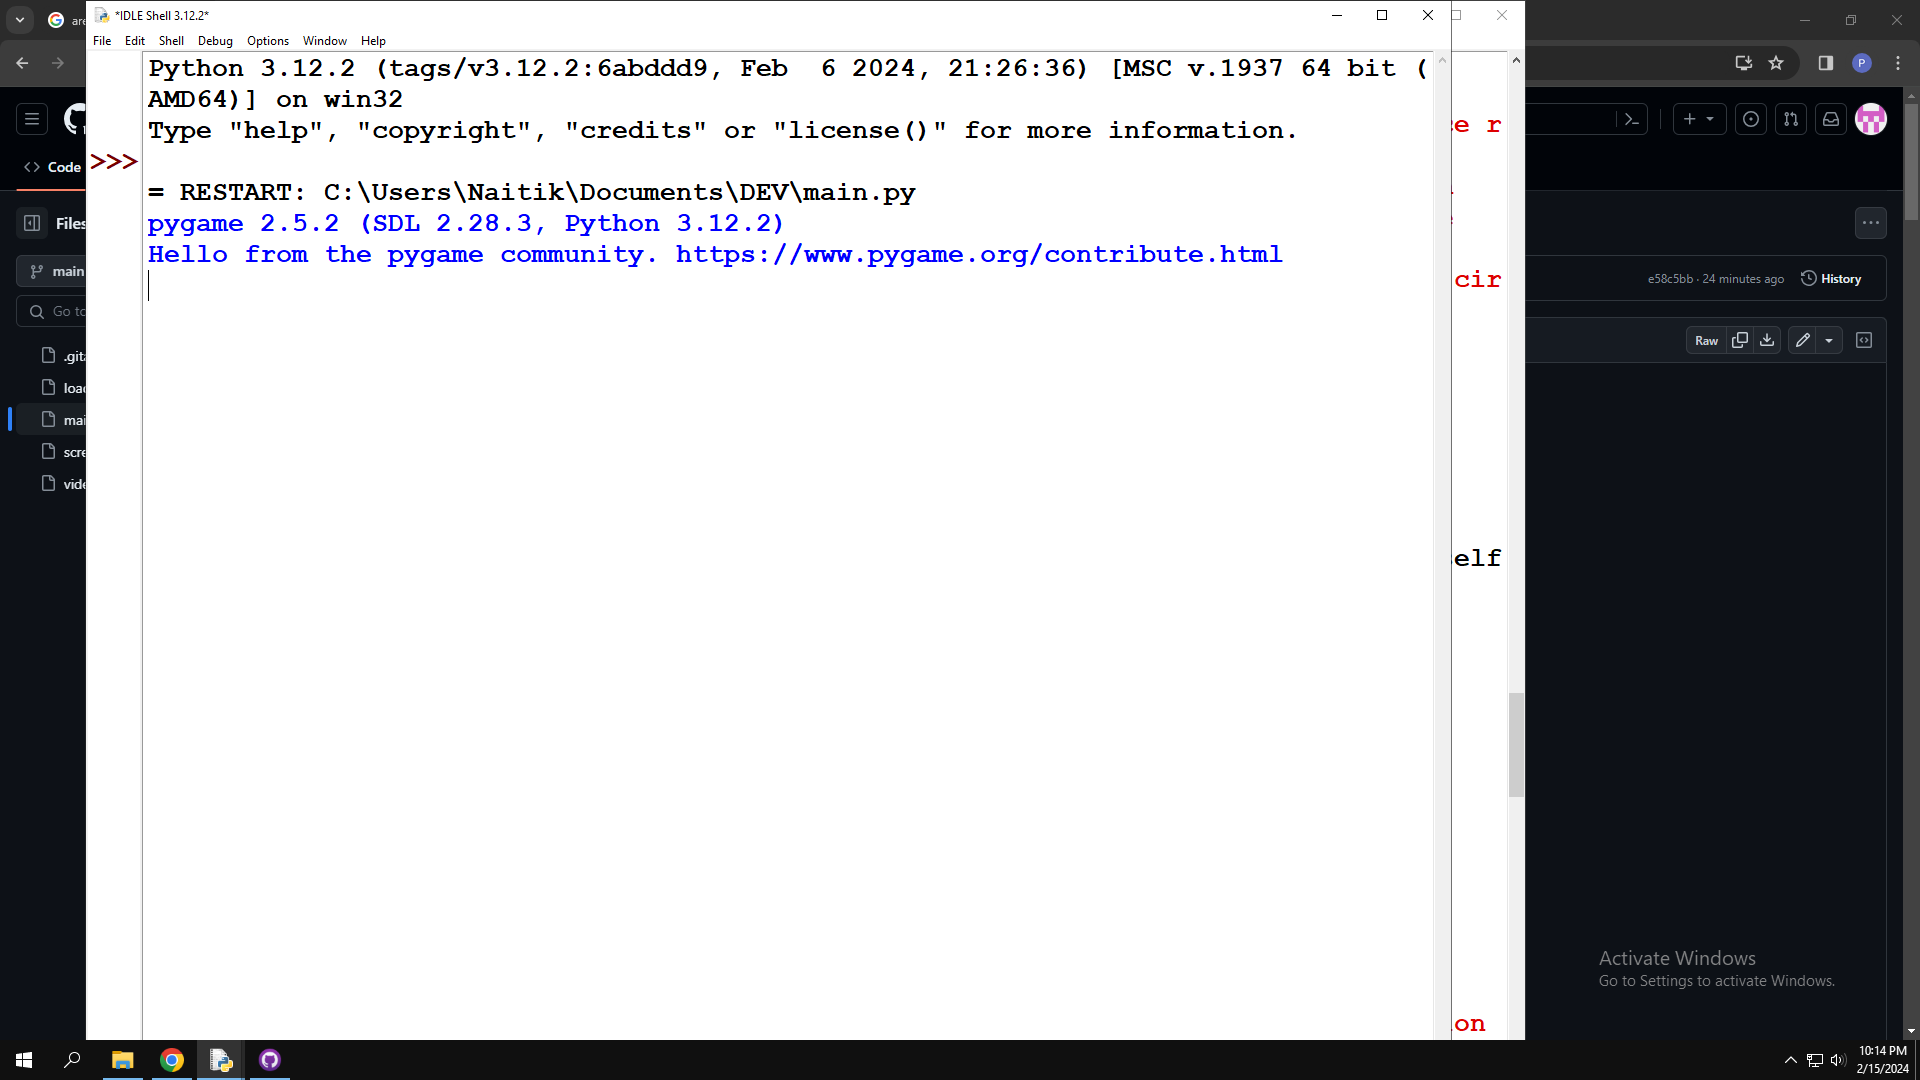 *IDLE Shell 3.12.2*
File Edit Shell Debug Options Window Help
Python 3.12.2 (tags/v3.12.2:6abddd9, Feb  6 2024, 21:26:36) [MSC v.1937 64 bit (
AMD64)] on win32
Type "help", "copyright", "credits" or "license()" for more information.
>>>
= RESTART: C:\Users\Naitik\Documents\DEV\main.py
pygame 2.5.2 (SDL 2.28.3, Python 3.12.2)
Hello from the pygame community. https://www.pygame.org/contribute.html
Code
Files
main
Go to
.gita
load
mai
scre
vide
P
r
cir
elf
on
e58c5bb · 24 minutes ago
History
Raw
Activate Windows
Go to Settings to activate Windows.
10:14 PM
2/15/2024